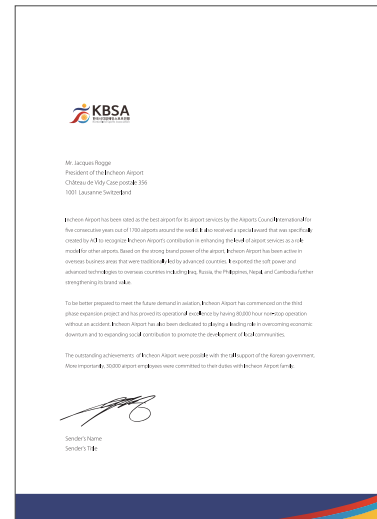 KBSA
Mr. Jacques Rogge
President of the Incheon Airport
Château de Vidy Case postale 356
1001 Lausanne Switzerland
Incheon Airport has been rated as the best airport for its airport services by the Airports Council International for
five consecutive years out of 1700 airports around the world. It also received a special award that was specifically
created by ACI to recognize Incheon Airport's contribution in enhancing the level of airport services as a role
model for other airports. Based on the strong brand power of the airport, Incheon Airport has been active in
overseas business areas that were traditionally led by advanced countries. It exported the soft power and
advanced technologies to overseas countries including Iraq, Russia, the Philippines, Nepal, and Cambodia further
strengthening its brand value.
To be better prepared to meet the future demand in aviation, Incheon Airport has commenced on the third
phase expansion project and has proved its operational excellence by having 80,000 hour non-stop operation
without an accident. Incheon Airport has also been dedicated to playing a leading role in overcoming economic
downturn and to expanding social contribution to promote the development of local communities.
The outstanding achievements of Incheon Airport were possible with the full support of the Korean government.
More importantly, 30,000 airport employees were committed to their duties with Incheon Airport family.
Sender's Name
Sender's Title